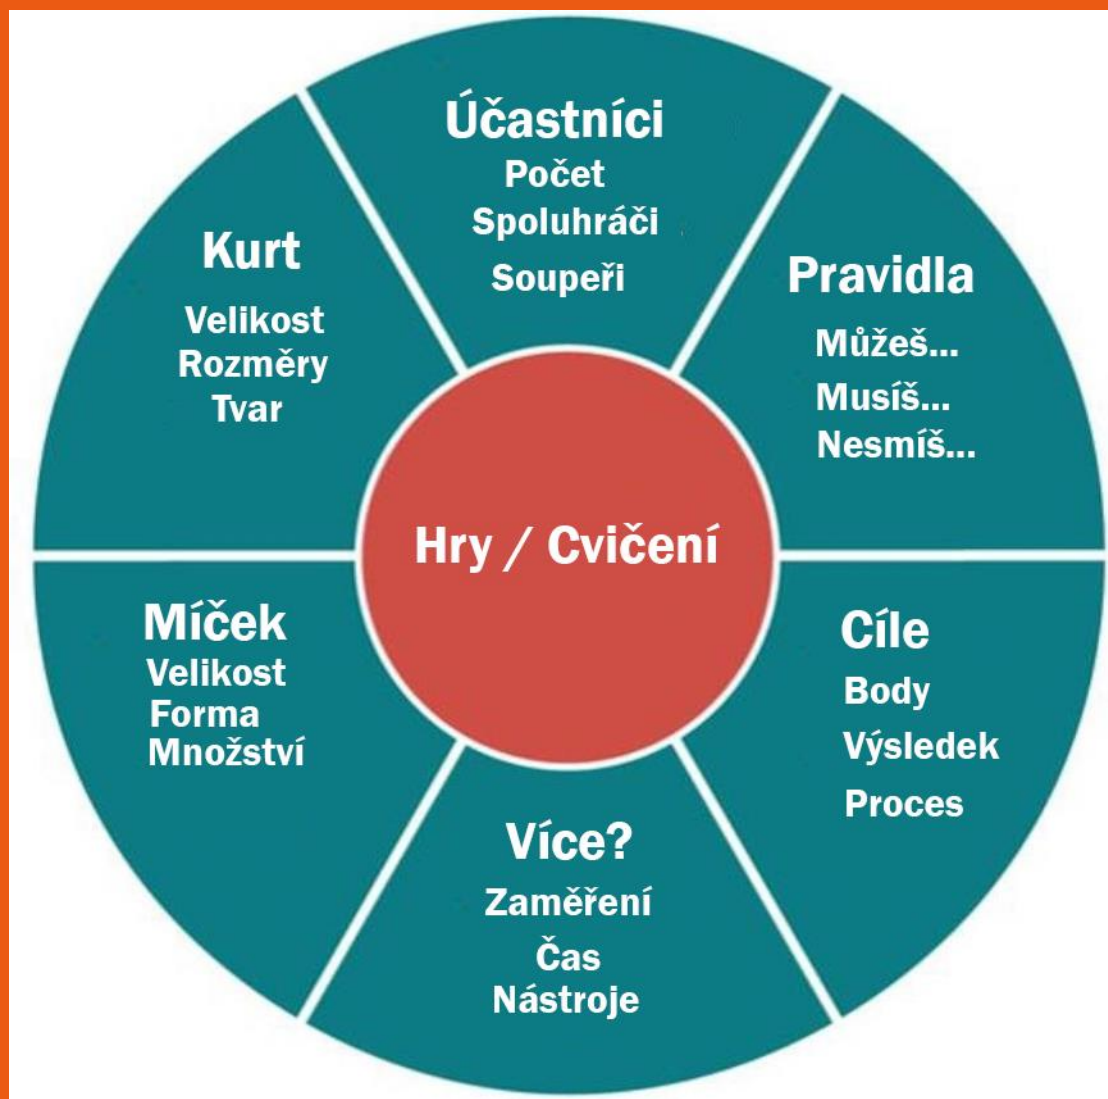 Účastníci
Počet
Spoluhráči
Soupeři
Pravidla
Můžeš...
Musíš...
Nesmíš...
Cíle
Body
Výsledek
Proces
Více?
Zaměření
Čas
Nástroje
Míček
Velikost
Forma
Množství
Kurt
Velikost
Rozměry
Tvar
Hry / Cvičení